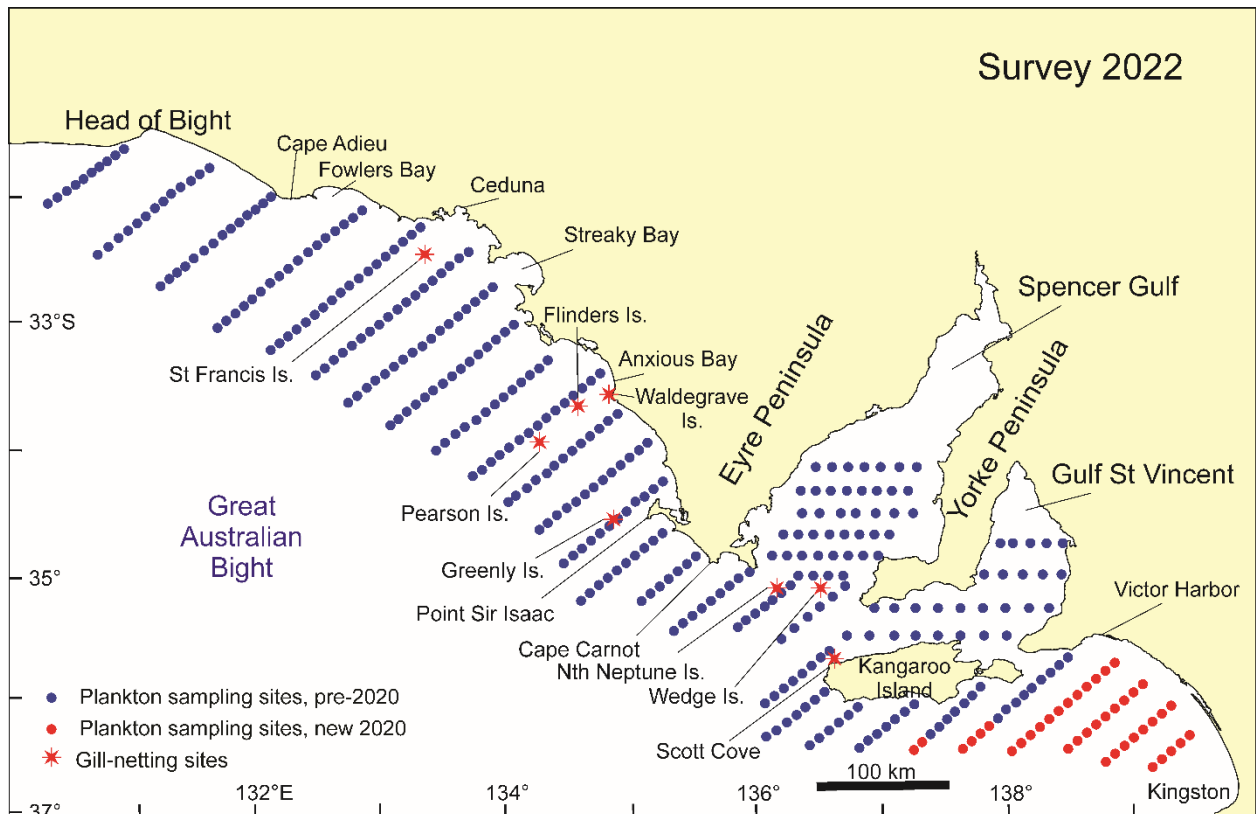 Survey 2022
Head of Bight
Cape Adieu
Fowlers Bay
Ceduna
Streaky Bay
Spencer Gulf
33°S
Flinders Is.
St Francis Is.
Anxious Bay
Waldegrave
Is.
Eyre Peninsula
Yorke Peninsula
Gulf St Vincent
Great
Australian
Bight
Pearson Is.
Greenly Is.
35°
Point Sir Isaac
Victor Harbor
Cape Carnot
Nth Neptune Is.
Wedge Is.
Kangaroo
Island
Scott Cove
Plankton sampling sites, pre-2020
Plankton sampling sites, new 2020
Gill-netting sites
100 km
Kingston
37°
132°E
134°
136°
138°